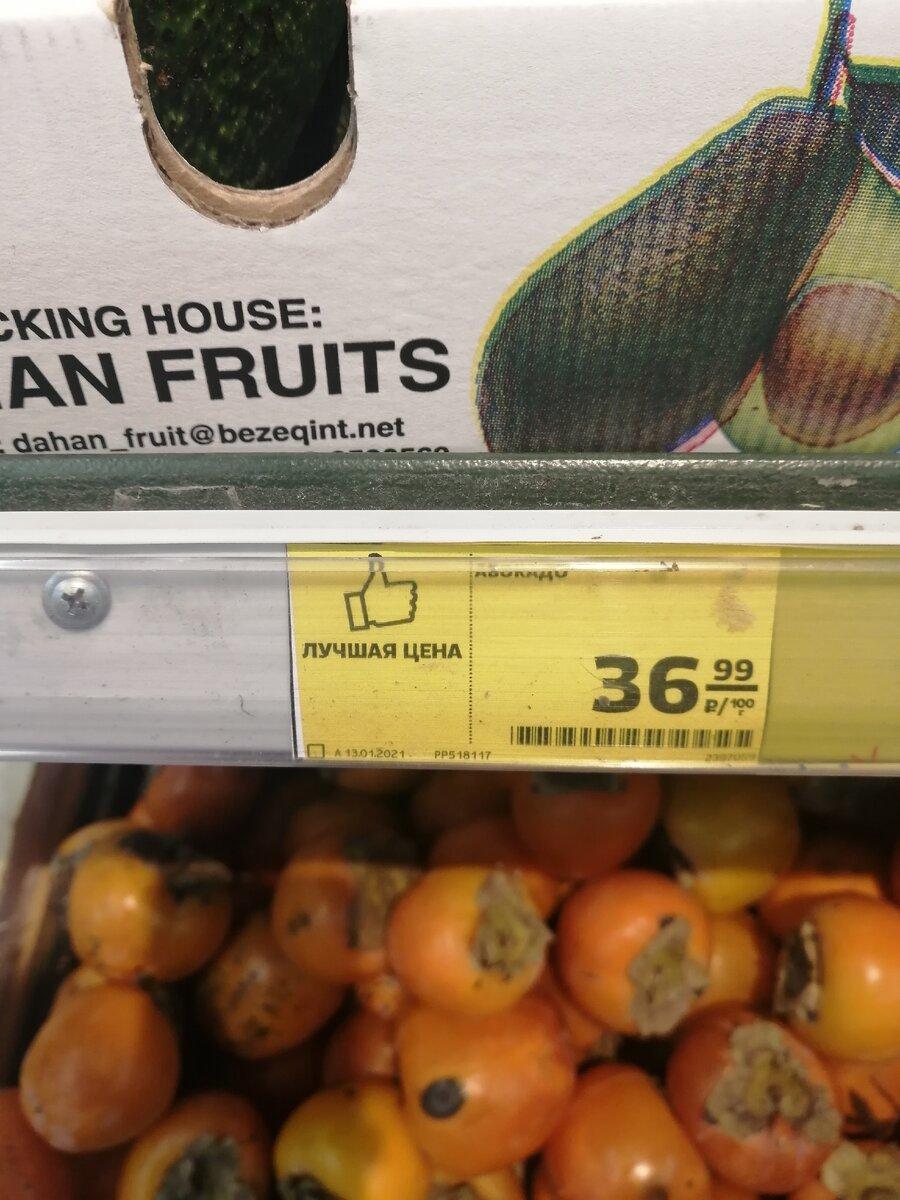 CKING HOUSE:
AN FRUITS
: dahan_fruit@bezeqint.net
АВОКАДО
ЛУЧШАЯ ЦЕНА
36 99
₽/100
г
А 13.01.2021 PP518117